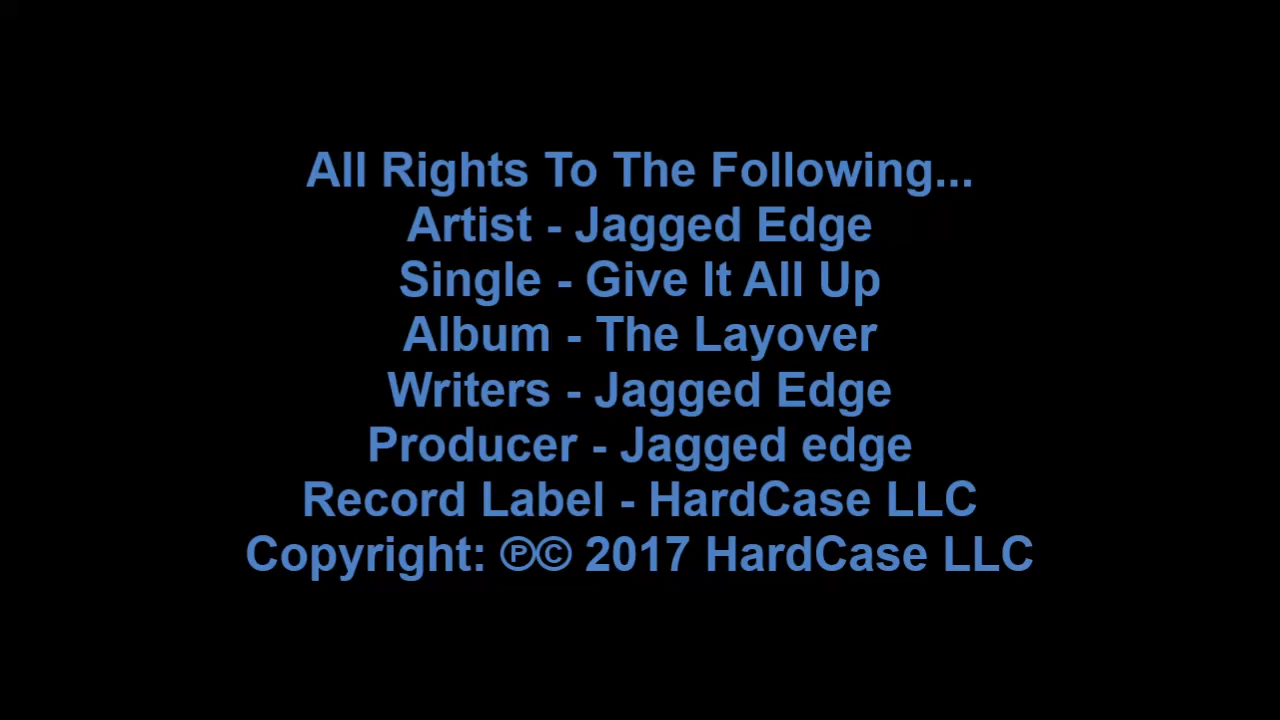 All Rights To The Following...
Artist - Jagged Edge
Single - Give It All Up
Album - The Layover
Writers - Jagged Edge
Producer - Jagged edge
Record Label - HardCase LLC
Copyright: ℗© 2017 HardCase LLC